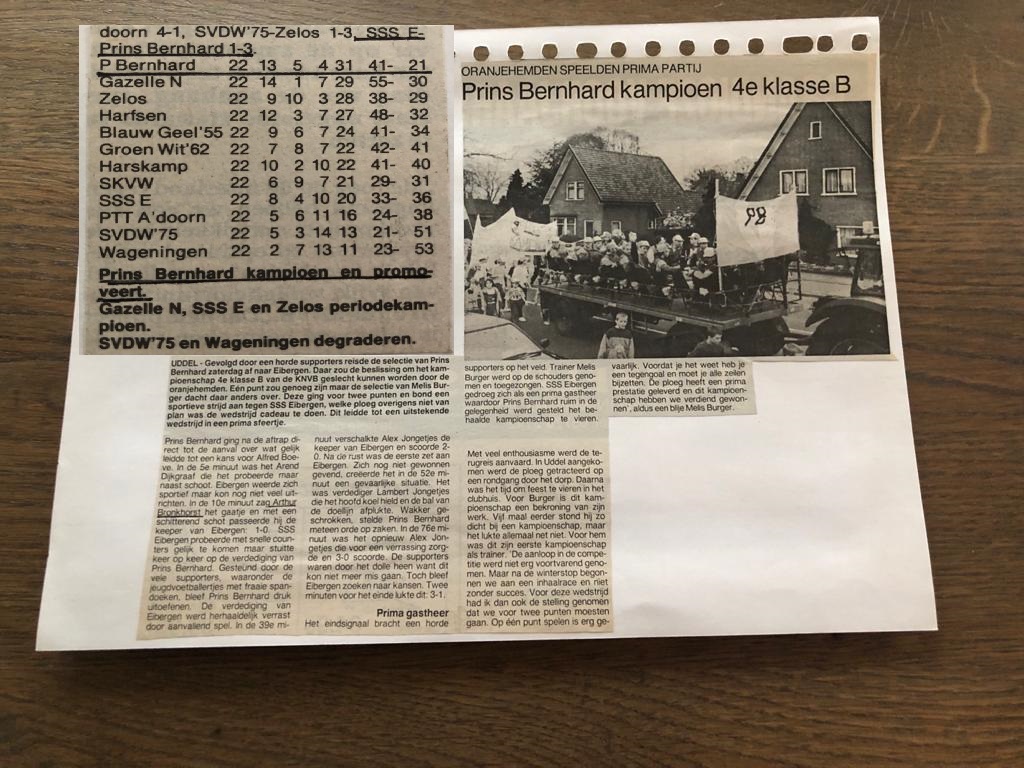 doorn 4-1, SVDW'75-Zelos 1-3, SSS E-
Prins Bernhard 1-3.
P Bernhard 22 13 5 4 31 41- 21
Gazelle N 22 14 1 7 29 55- 30
Zelos 22 9 10 3 28 38- 29
Harfsen 22 12 3 7 27 48- 32
Blauw Geel'55 22 9 6 7 24 41- 34
Groen Wit'62 22 7 8 7 22 42- 41
Harskamp 22 10 2 10 22 41- 40
SKVW 22 6 9 7 21 29- 31
SSS E 22 8 4 10 20 33- 36
PTT A'doorn 22 5 6 11 16 24- 38
SVDW'75 22 5 3 14 13 21- 51
Wageningen 22 2 7 13 11 23- 53
Prins Bernhard kampioen en promo-
veert.
Gazelle N, SSS E en Zelos periodekam-
pioen.
SVDW'75 en Wageningen degraderen.
ORANJEHEMDEN SPEELDEN PRIMA PARTIJ
Prins Bernhard kampioen 4e klasse B
PB
UDDEL - Gevolgd door een horde supporters reisde de selectie van Prins
Bernhard zaterdag af naar Eibergen. Daar zou de beslissing om het kam-
pioenschap 4e klasse B van de KNVB geslecht kunnen worden door de
oranjehemden. Eén punt zou genoeg zijn maar de selectie van Melis Bur-
ger dacht daar anders over. Deze ging voor twee punten en bond een
sportieve strijd aan tegen SSS Eibergen, welke ploeg overigens niet van
plan was de wedstrijd cadeau te doen. Dit leidde tot een uitstekende
wedstrijd in een prima sfeertje.
Prins Bernhard ging na de aftrap di-
rect tot de aanval over wat gelijk
leidde tot een kans voor Alfred Boe-
ve. In de 5e minuut was het Arend
Dijkgraaf die het probeerde maar
naast schoot. Eibergen weerde zich
sportief maar kon nog niet veel uit-
richten. In de 10e minuut zag Arthur
Bronkhorst het gaatje en met een
schitterend schot passeerde hij de
keeper van Eibergen: 1-0. SSS
Eibergen probeerde met snelle coun-
ters gelijk te komen maar stuitte
keer op keer op de verdediging van
Prins Bernhard. Gesteund door de
vele supporters, waaronder de
jeugdvoetballertjes met fraaie span-
doeken, bleef Prins Bernhard druk
uitoefenen. De verdediging van
Eibergen werd herhaaldelijk verrast
door aanvallend spel. In de 39e mi-
nuut verschalkte Alex Jongetjes de
keeper van Eibergen en scoorde 2-
0. Na de rust was de eerste zet aan
Eibergen. Zich nog niet gewonnen
gevend, creëerde het in de 52e mi-
nuut een gevaarlijke situatie. Het
was verdediger Lambert Jongetjes
die het hoofd koel hield en de bal van
de doellijn afplukte. Wakker ge-
schrokken, stelde Prins Bernhard
meteen orde op zaken. In de 76e mi-
nuut was het opnieuw Alex Jon-
getjes die voor een verrassing zorg-
de en 3-0 scoorde. De supporters
waren door het dolle heen want dit
kon niet meer mis gaan. Toch bleef
Eibergen zoeken naar kansen. Twee
minuten voor het einde lukte dit: 3-1.
Prima gastheer
Het eindsignaal bracht een horde
supporters op het veld. Trainer Melis
Burger werd op de schouders geno-
men en toegezongen. SSS Eibergen
gedroeg zich als een prima gastheer
waardoor Prins Bernhard ruim in de
gelegenheid werd gesteld het be-
haalde kampioenschap te vieren.
Met veel enthousiasme werd de te-
rugreis aanvaard. In Uddel aangeko-
men werd de ploeg getracteerd op
een rondgang door het dorp. Daarna
was het tijd om feest te vieren in het
clubhuis. Voor Burger is dit kam-
pioenschap een bekroning van zijn
werk. Vijf maal eerder stond hij zo
dicht bij een kampioenschap, maar
het lukte allemaal net niet. Voor hem
was dit zijn eerste kampioenschap
als trainer. 'De aanloop in de compe-
titie werd niet erg voortvarend geno-
men. Maar na de winterstop begon-
nen we aan een inhaalrace en niet
zonder succes. Voor deze wedstrijd
had ik dan ook de stelling genomen
dat we voor twee punten moesten
gaan. Op één punt spelen is erg ge-
vaarlijk. Voordat je het weet heb je
een tegengoal en moet je alle zeilen
bijzetten. De ploeg heeft een prima
prestatie geleverd en dit kampioen-
schap hebben we verdiend gewon-
nen', aldus een blije Melis Burger.